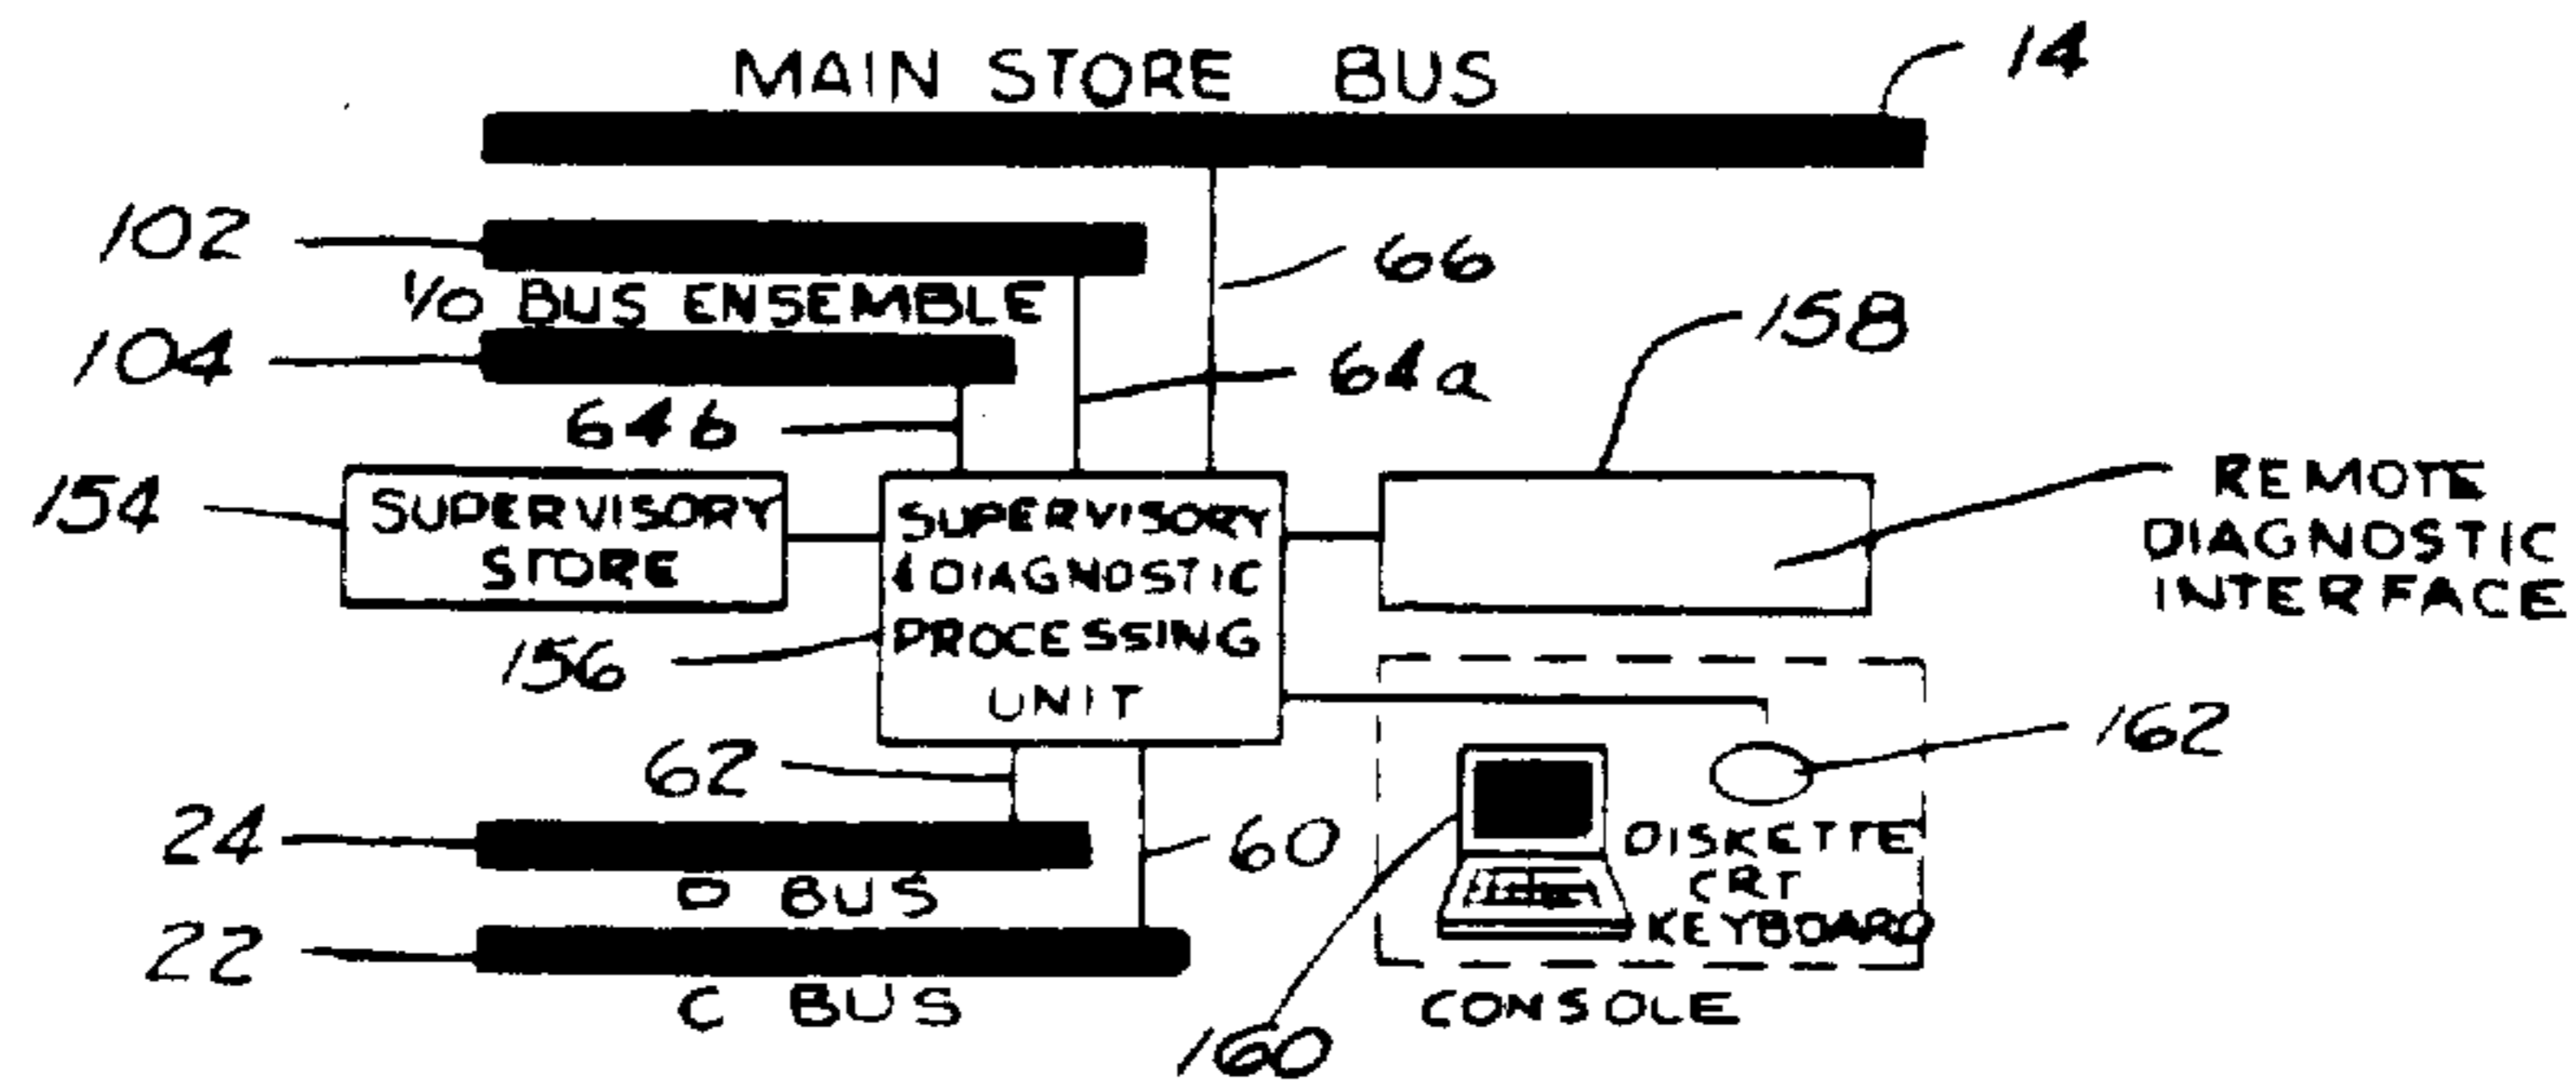 MAIN STORE BUS
14
102
I/O BUS ENSEMBLE
66
104
64a
158
64b
154
SUPERVISORY
STORE
SUPERVISORY
& DIAGNOSTIC
PROCESSING
UNIT
REMOTE
DIAGNOSTIC
INTERFACE
156
62
162
24
60
D BUS
DISKETTE
CRT
KEYBOARD
22
C BUS
CONSOLE
160